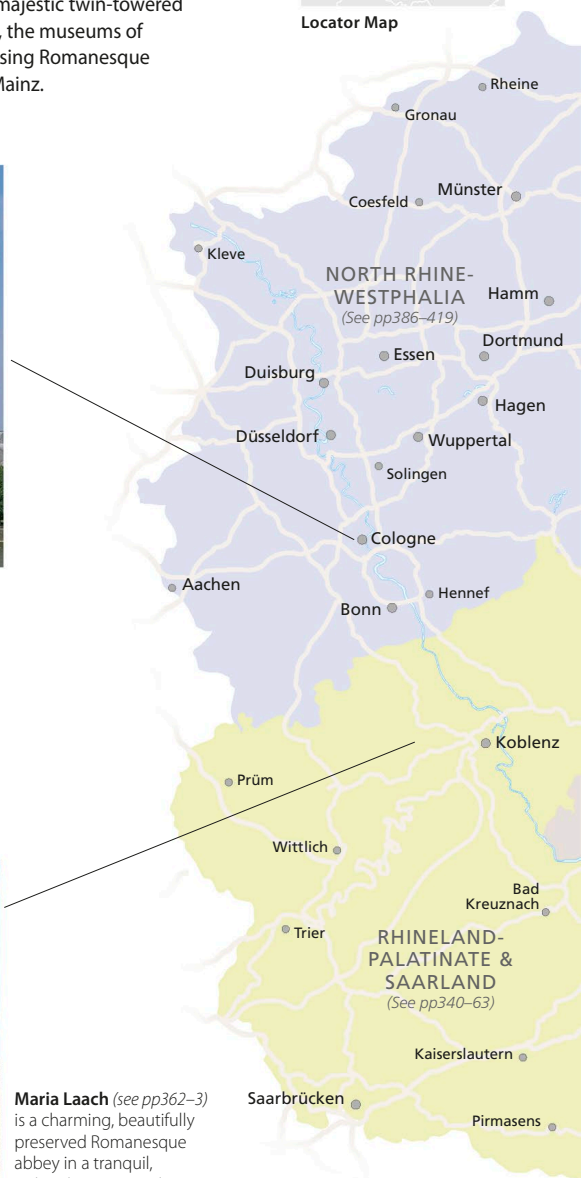 majestic twin-towered
, the museums of
Romanesque
Mainz.
Locator Map
Rheine
Gronau
Münster
Coesfeld
Kleve
NORTH RHINE-
WESTPHALIA
(See pp386–419)
Hamm
Dortmund
Essen
Duisburg
Hagen
Düsseldorf
Wuppertal
Solingen
Cologne
Aachen
Hennef
Bonn
Koblenz
Prüm
Wittlich
Bad
Kreuznach
Trier
RHINELAND-
PALATINATE &
SAARLAND
(See pp340–63)
Kaiserslautern
Saarbrücken
Pirmasens
Maria Laach (see pp362–3)
is a charming, beautifully
preserved Romanesque
abbey in a tranquil,